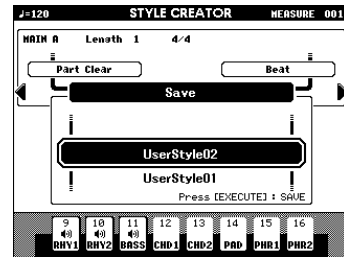 ♩=120 STYLE CREATOR MEASURE 001
MAIN A Length 1 4/4
Part Clear Beat
Save
UserStyle02
UserStyle01
Press [EXECUTE] : SAVE
9 10 11 12 13 14 15 16
RHY1 RHY2 BASS CHD1 CHD2 PAD PHR1 PHR2